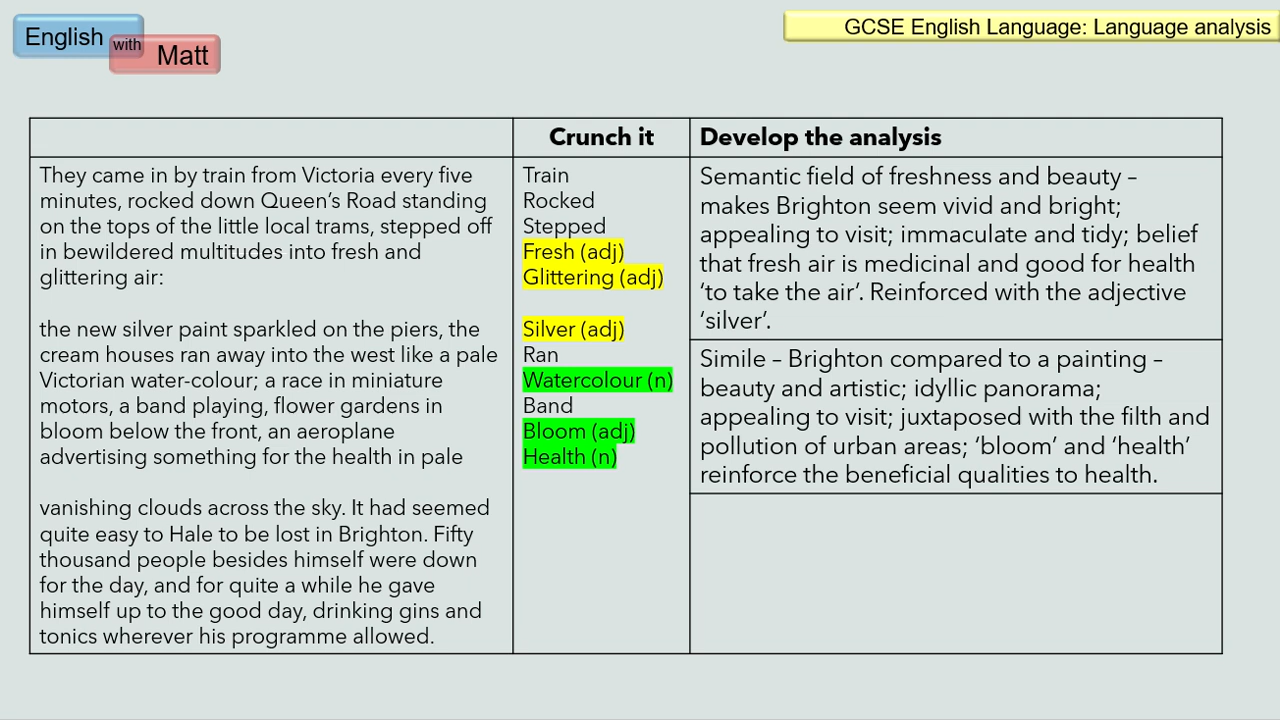 English
with
Matt
GCSE English Language: Language analysis
Crunch it
Develop the analysis
They came in by train from Victoria every five
minutes, rocked down Queen's Road standing
on the tops of the little local trams, stepped off
in bewildered multitudes into fresh and
glittering air:
the new silver paint sparkled on the piers, the
cream houses ran away into the west like a pale
Victorian water-colour; a race in miniature
motors, a band playing, flower gardens in
bloom below the front, an aeroplane
advertising something for the health in pale
vanishing clouds across the sky. It had seemed
quite easy to Hale to be lost in Brighton. Fifty
thousand people besides himself were down
for the day, and for quite a while he gave
himself up to the good day, drinking gins and
tonics wherever his programme allowed.
Train
Rocked
Stepped
Fresh (adj)
Glittering (adj)
Silver (adj)
Ran
Watercolour (n)
Band
Bloom (adj)
Health (n)
Semantic field of freshness and beauty –
makes Brighton seem vivid and bright;
appealing to visit; immaculate and tidy; belief
that fresh air is medicinal and good for health
'to take the air'. Reinforced with the adjective
'silver'.
Simile – Brighton compared to a painting –
beauty and artistic; idyllic panorama;
appealing to visit; juxtaposed with the filth and
pollution of urban areas; 'bloom' and 'health'
reinforce the beneficial qualities to health.